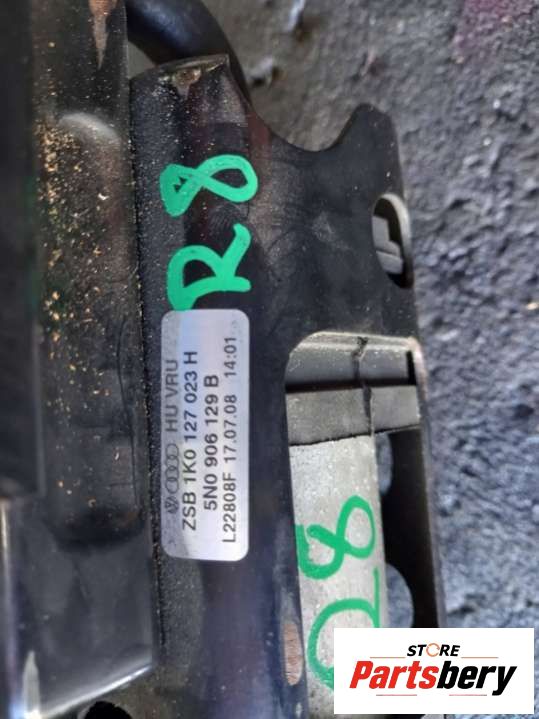 R8
HU VRU
ZSB 1K0 127 023 H
5N0 906 129 B
L22808F 17.07.08 14:01
R8
STORE
Partsbery